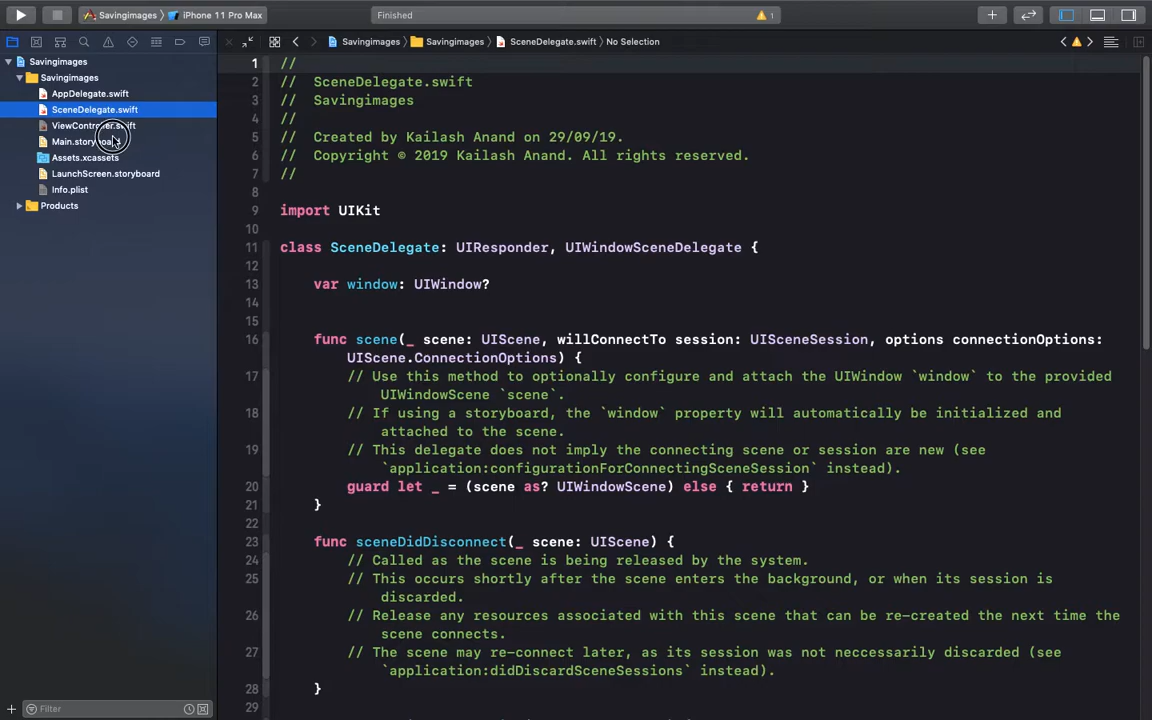 Savingimages
iPhone 11 Pro Max
Finished
1
Savingimages
Savingimages
SceneDelegate.swift
No Selection
Savingimages
Savingimages
AppDelegate.swift
SceneDelegate.swift
ViewController.swift
Main.storyboard
Assets.xcassets
LaunchScreen.storyboard
Info.plist
Products
Filter
1 //
2 //  SceneDelegate.swift
3 //  Savingimages
4 //
5 //  Created by Kailash Anand on 29/09/19.
6 //  Copyright © 2019 Kailash Anand. All rights reserved.
7 //
8
9 import UIKit
10
11 class SceneDelegate: UIResponder, UIWindowSceneDelegate {
12
13 var window: UIWindow?
14
15
16 func scene(_ scene: UIScene, willConnectTo session: UISceneSession, options connectionOptions:
UIScene.ConnectionOptions) {
17 // Use this method to optionally configure and attach the UIWindow `window` to the provided
UIWindowScene `scene`.
18 // If using a storyboard, the `window` property will automatically be initialized and
attached to the scene.
19 // This delegate does not imply the connecting scene or session are new (see
`application:configurationForConnectingSceneSession` instead).
20 guard let _ = (scene as? UIWindowScene) else { return }
21 }
22
23 func sceneDidDisconnect(_ scene: UIScene) {
24 // Called as the scene is being released by the system.
25 // This occurs shortly after the scene enters the background, or when its session is
discarded.
26 // Release any resources associated with this scene that can be re-created the next time the
scene connects.
27 // The scene may re-connect later, as its session was not neccessarily discarded (see
`application:didDiscardSceneSessions` instead).
28 }
29